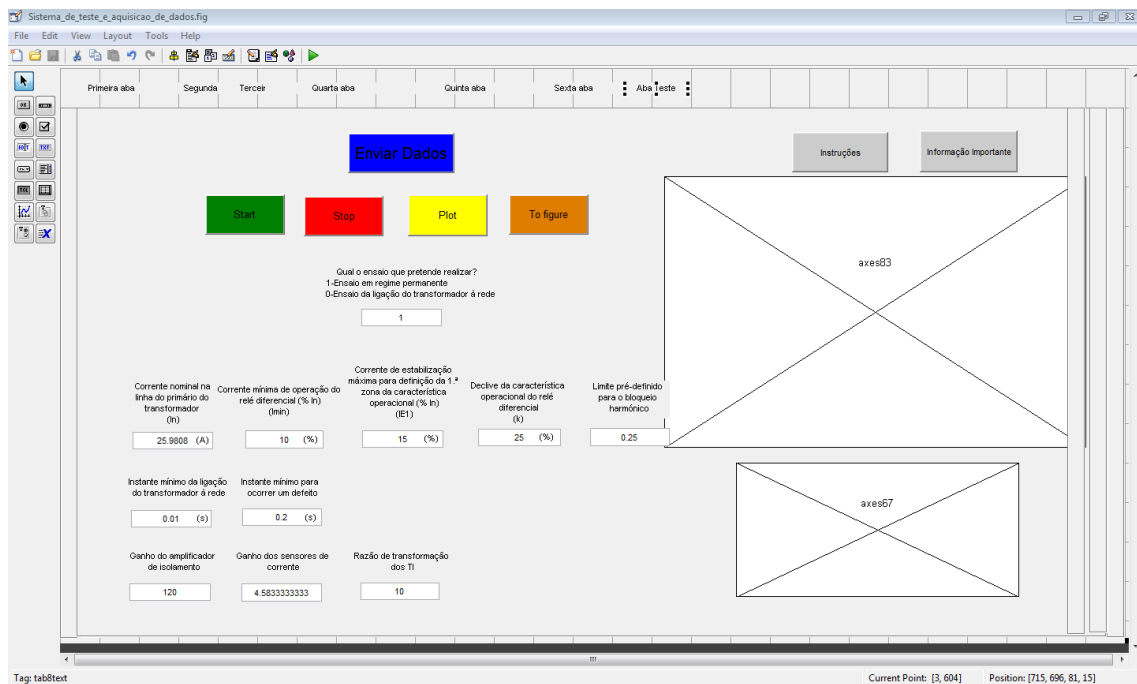 Sistema_de_teste_e_aquisicao_de_dados.fig
File Edit View Layout Tools Help
Primeira aba Segunda Terceir Quarta aba Quinta aba Sexta aba Aba Teste
Enviar Dados
Instruções
Informação Importante
Start
Stop
Plot
To figure
Qual o ensaio que pretende realizar?
1-Ensaio em regime permanente
0-Ensaio da ligação do transformador á rede
1
axes83
Corrente nominal na
linha do primário do
transformador
(In)
25.9808 (A)
Corrente mínima de operação do
relé diferencial (% In)
(Imin)
10 (%)
Corrente de estabilização
máxima para definição da 1.ª
zona da característica
operacional (% In)
(IE1)
15 (%)
Declive da característica
operacional do relé
diferencial
(k)
25 (%)
Limite pré-definido
para o bloqueio
harmónico
0.25
Instante mínimo da ligação
do transformador á rede
0.01 (s)
Instante mínimo para
ocorrer um defeito
0.2 (s)
axes67
Ganho do amplificador
de isolamento
120
Ganho dos sensores de
corrente
4.5833333333
Razão de transformação
dos TI
10
Tag: tab8text
Current Point: [3, 604]
Position: [715, 696, 81, 15]